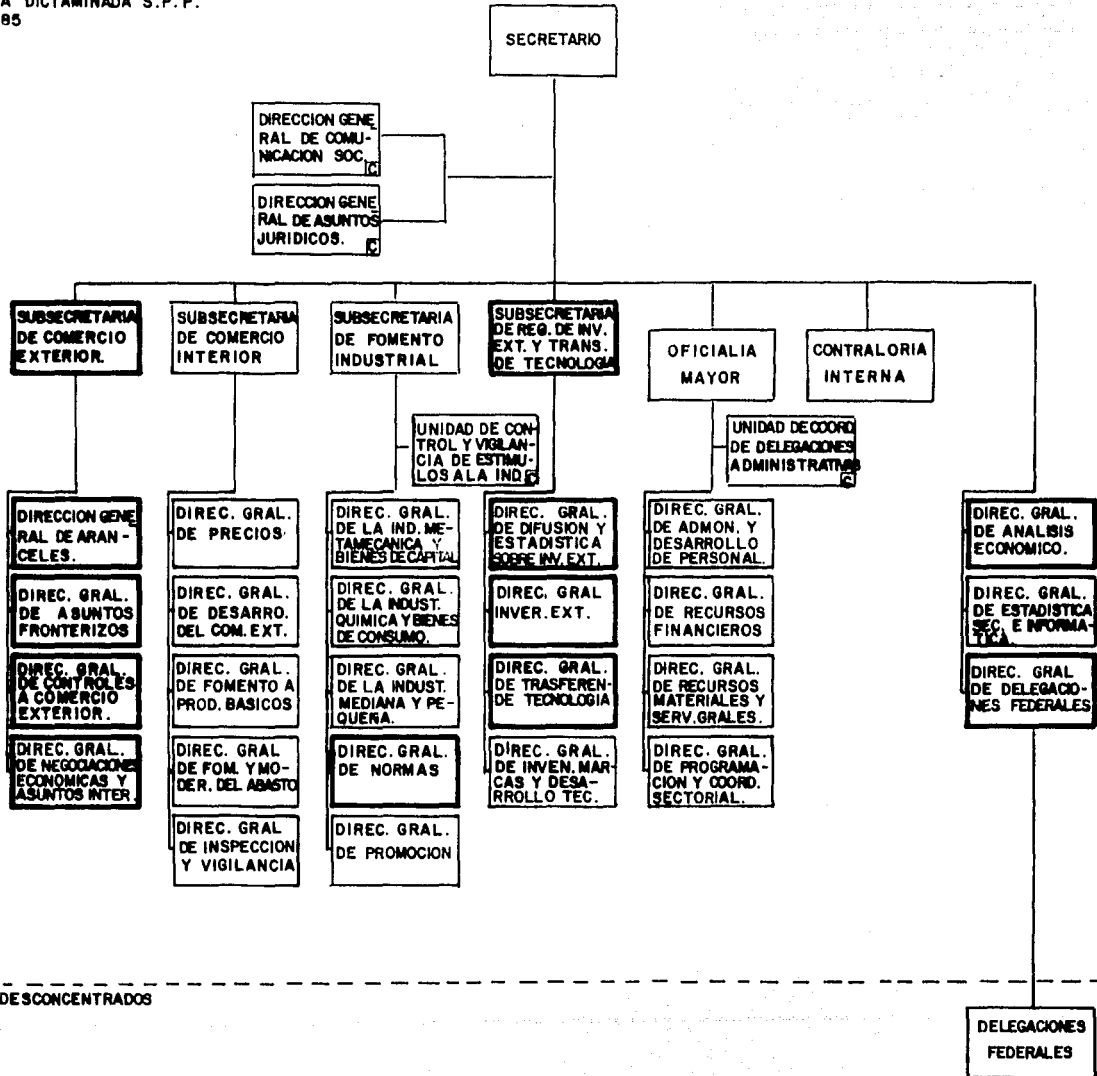 A DICTAMINADA S.P.P.
85
SECRETARIO
DIRECCION GENE
RAL DE COMU-
NICACION SOC.
C
DIRECCION GENE
RAL DE ASUNTOS
JURIDICOS.
C
SUBSECRETARIA
DE COMERCIO
EXTERIOR.
SUBSECRETARIA
DE COMERCIO
INTERIOR
SUBSECRETARIA
DE FOMENTO
INDUSTRIAL
SUBSECRETARIA
DE REG. DE INV.
EXT. Y TRANS.
DE TECNOLOGIA
OFICIALIA
MAYOR
CONTRALORIA
INTERNA
UNIDAD DE CON-
TROL Y VIGILAN-
CIA DE ESTIMU-
LOS A LA IND.
C
UNIDAD DE COORD
DE DELEGACIONES
ADMINISTRATIVAS
C
DIRECCION GENE
RAL DE ARAN-
CELES.
DIREC. GRAL.
DE ASUNTOS
FRONTERIZOS
DIREC. GRAL.
DE CONTROLES
A COMERCIO
EXTERIOR.
DIREC. GRAL.
DE NEGOCIACIONES
ECONOMICAS Y
ASUNTOS INTER.
DIREC. GRAL.
DE PRECIOS.
DIREC. GRAL.
DE DESARRO.
DEL COM. EXT.
DIREC. GRAL.
DE FOMENTO A
PROD. BASICOS
DIREC. GRAL
DE FOM. Y MO-
DER. DEL ABASTO
DIREC. GRAL
DE INSPECCION
Y VIGILANCIA
DIREC. GRAL.
DE LA IND. ME-
TAMECANICA Y
BIENES DE CAPITAL
DIREC. GRAL.
DE LA INDUST.
QUIMICA Y BIENES
DE CONSUMO.
DIREC. GRAL.
DE LA INDUST.
MEDIANA Y PE-
QUEÑA.
DIREC. GRAL.
DE NORMAS
DIREC. GRAL.
DE PROMOCION
DIREC. GRAL.
DE DIFUSION Y
ESTADISTICA
SOBRE INV. EXT.
DIREC. GRAL
INVER. EXT.
DIREC. GRAL.
DE TRASFEREN-
DE TECNOLOGIA
DIREC. GRAL.
DE INVEN. MAR-
CAS Y DESA-
RROLLO TEC.
DIREC. GRAL.
DE ADMON. Y
DESARROLLO
DE PERSONAL.
DIREC. GRAL.
DE RECURSOS
FINANCIEROS
DIREC. GRAL.
DE RECURSOS
MATERIALES Y
SERV. GRALES.
DIREC. GRAL.
DE PROGRAMA-
CION Y COORD.
SECTORIAL.
DIREC. GRAL.
DE ANALISIS
ECONOMICO.
DIREC. GRAL.
DE ESTADISTICA
SEC. E INFORMA-
TICA.
DIREC. GRAL
DE DELEGACIO-
NES FEDERALES
DESCONCENTRADOS
DELEGACIONES
FEDERALES